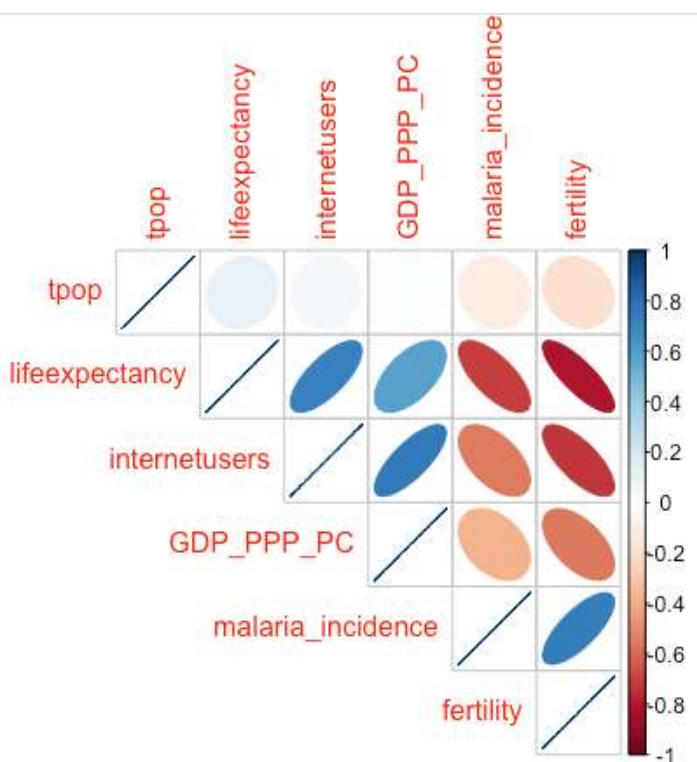 tpop
lifeexpectancy
internetusers
GDP_PPP_PC
malaria_incidence
fertility
tpop
lifeexpectancy
internetusers
GDP_PPP_PC
malaria_incidence
fertility
1
0.8
0.6
0.4
0.2
0
-0.2
-0.4
-0.6
-0.8
-1